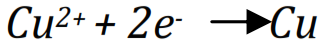 Cu²⁺ + 2e⁻ → Cu